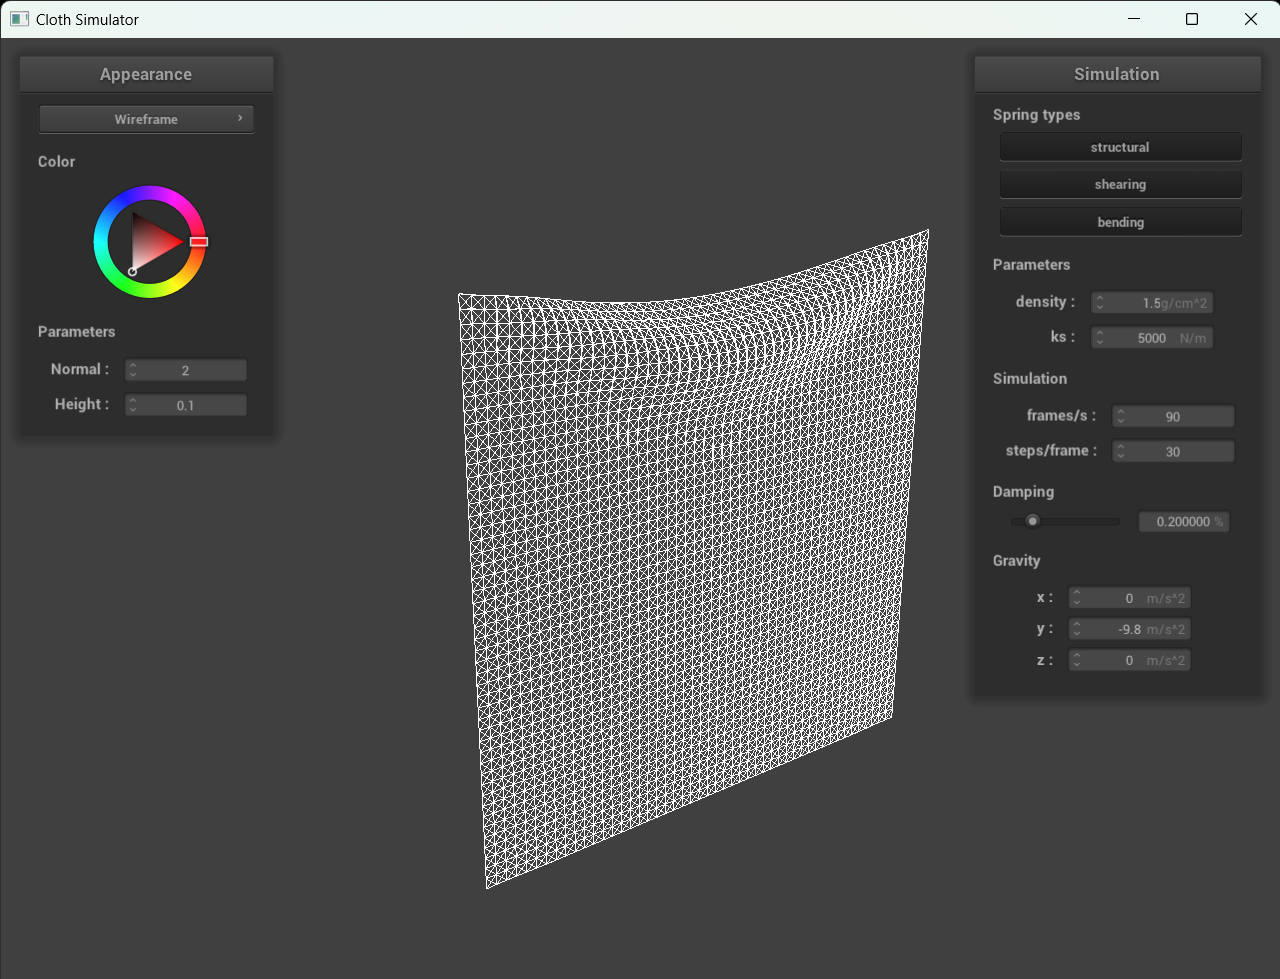 Cloth Simulator
Appearance
Wireframe
Color
Parameters
Normal : 2
Height : 0.1
Simulation
Spring types
structural
shearing
bending
Parameters
density : 1.5g/cm^2
ks : 5000 N/m
Simulation
frames/s : 90
steps/frame : 30
Damping
0.200000 %
Gravity
x : 0 m/s^2
y : -9.8 m/s^2
z : 0 m/s^2